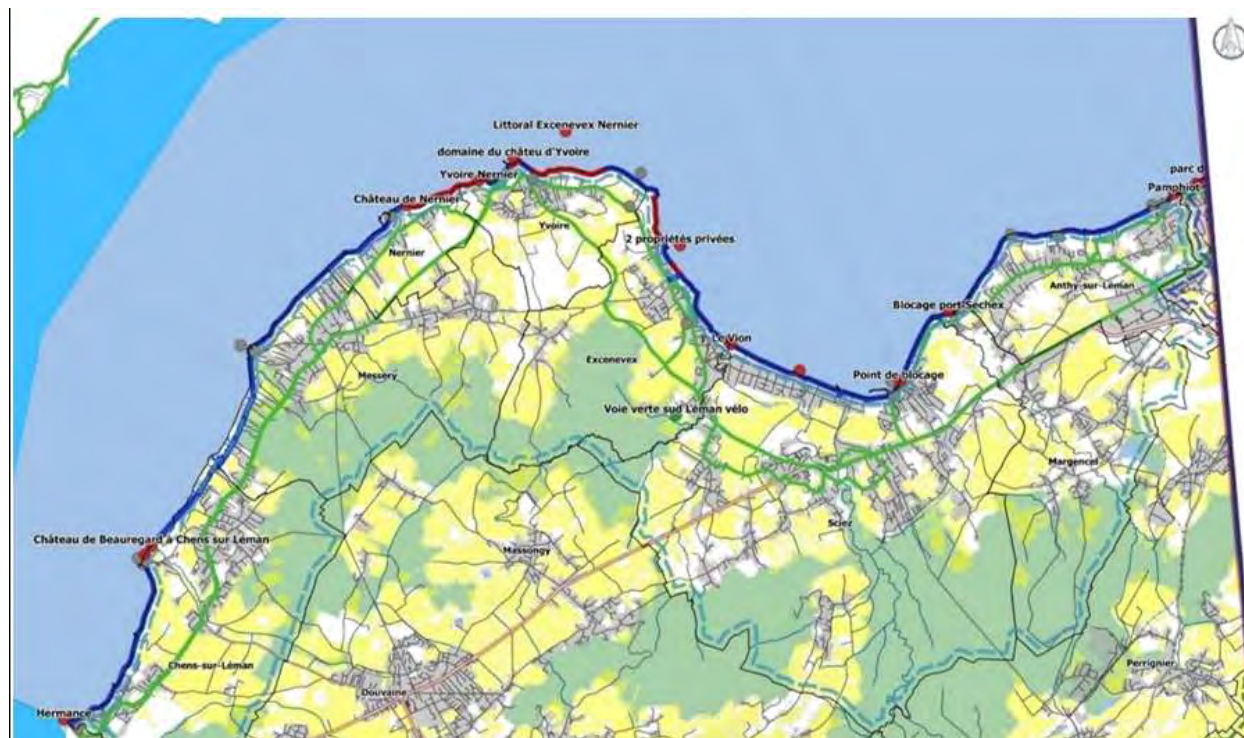 Littoral Excenevex Nernier
domaine du châteu d'Yvoire
parc d
Yvoire Nernier
Pamphiot
Château de Nernier
Yvoire
2 propriétés privées
Nernier
Anthy-sur-Léman
Blocage port Séchex
Le Vion
Excenevex
Messery
Point de blocage
Voie verte sud Léman vélo
Margencel
Sciez
Château de Beauregard à Chens sur Léman
Massongy
Chens-sur-Léman
Perrignier
Douvaine
Hermance